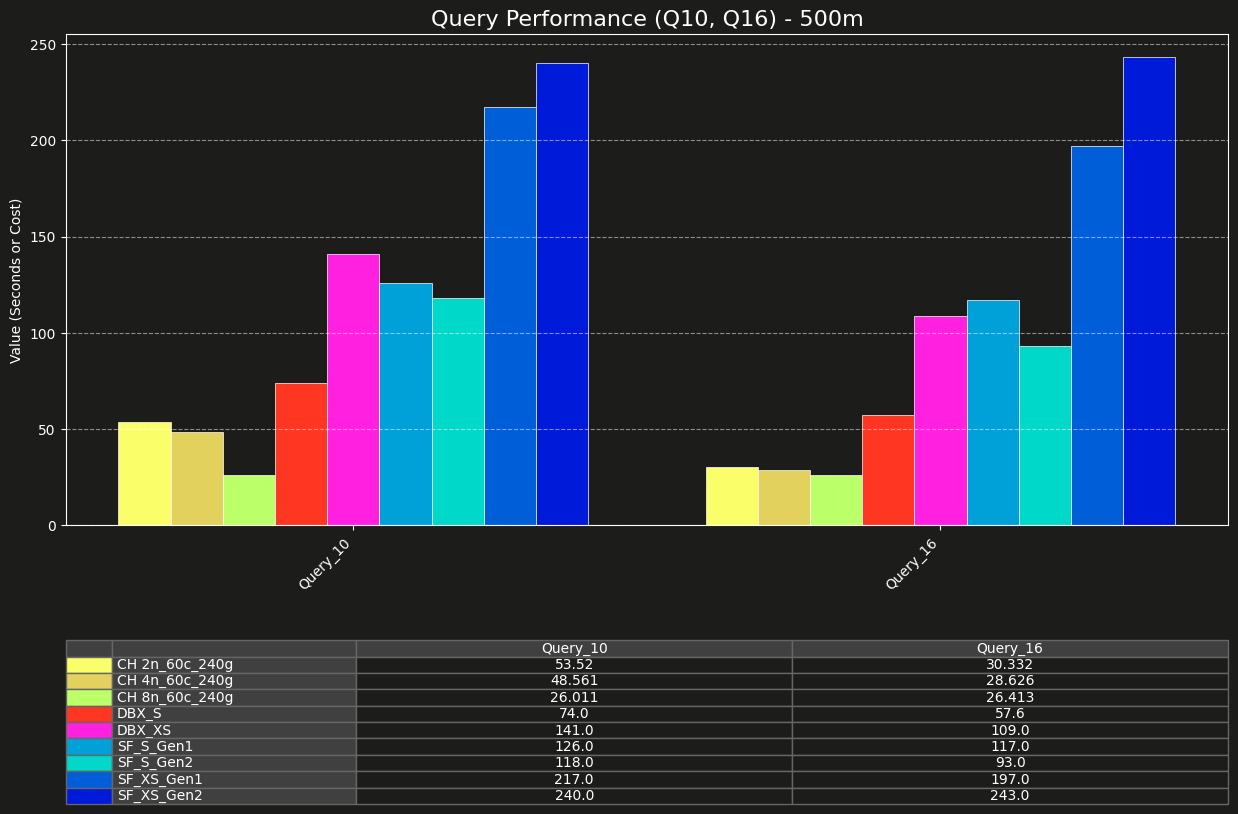 Query Performance (Q10, Q16) - 500m
Value (Seconds or Cost)
250
200
150
100
50
0
Query_10 Query_16
Query_10 Query_16
CH 2n_60c_240g 53.52 30.332
CH 4n_60c_240g 48.561 28.626
CH 8n_60c_240g 26.011 26.413
DBX_S 74.0 57.6
DBX_XS 141.0 109.0
SF_S_Gen1 126.0 117.0
SF_S_Gen2 118.0 93.0
SF_XS_Gen1 217.0 197.0
SF_XS_Gen2 240.0 243.0